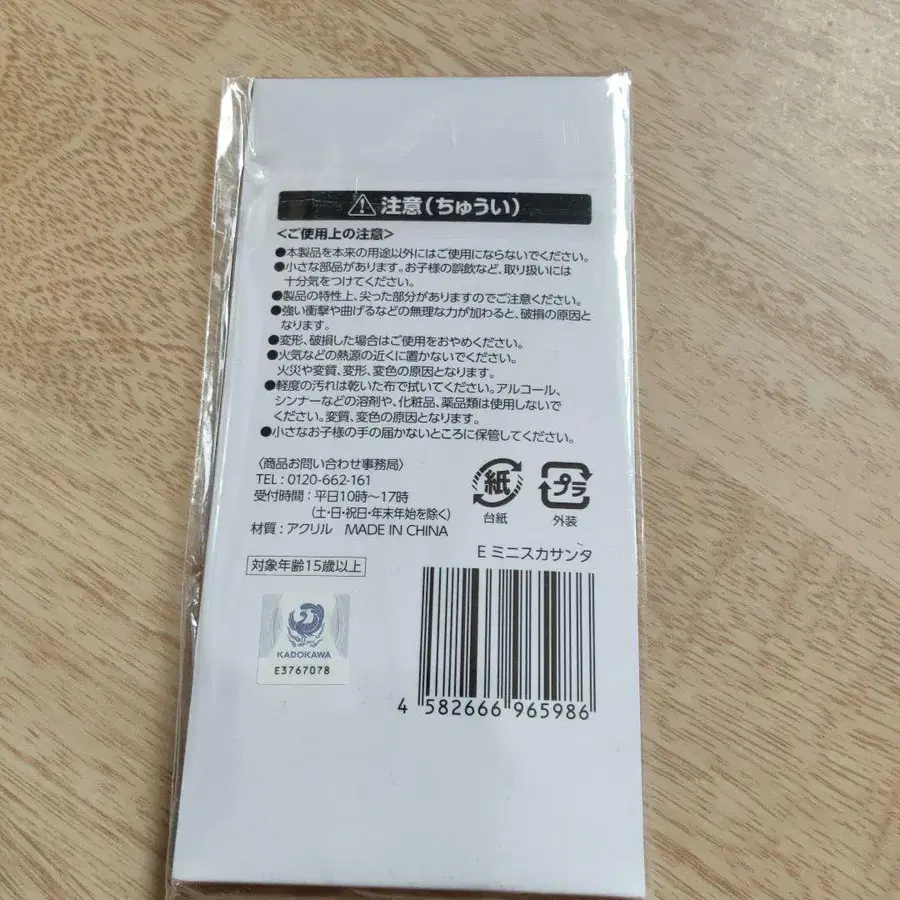 注意(ちゅうい)
<ご使用上の注意>
●本製品を本来の用途以外にはご使用にならないでください。
●小さな部品があります。お子様の誤飲など、取り扱いには
十分気をつけてください。
●製品の特性上、尖った部分がありますのでご注意ください。
●強い衝撃や曲げるなどの無理な力が加わると、破損の原因と
なります。
●変形、破損した場合はご使用をおやめください。
●火気などの熱源の近くに置かないでください。
火災や変質、変形、変色の原因となります。
●軽度の汚れは乾いた布で拭いてください。アルコール、
シンナーなどの溶剤や、化粧品、薬品類は使用しないで
ください。変質、変色の原因となります。
●小さなお子様の手の届かないところに保管してください。
〈商品お問い合わせ事務局〉
TEL : 0120-662-161
受付時間 : 平日10時〜17時
(土・日・祝日・年末年始を除く)
材質 : アクリル MADE IN CHINA
紙
台紙
プラ
外装
E ミニスカサンタ
対象年齢15歳以上
KADOKAWA
E3767078
4 582666 965986